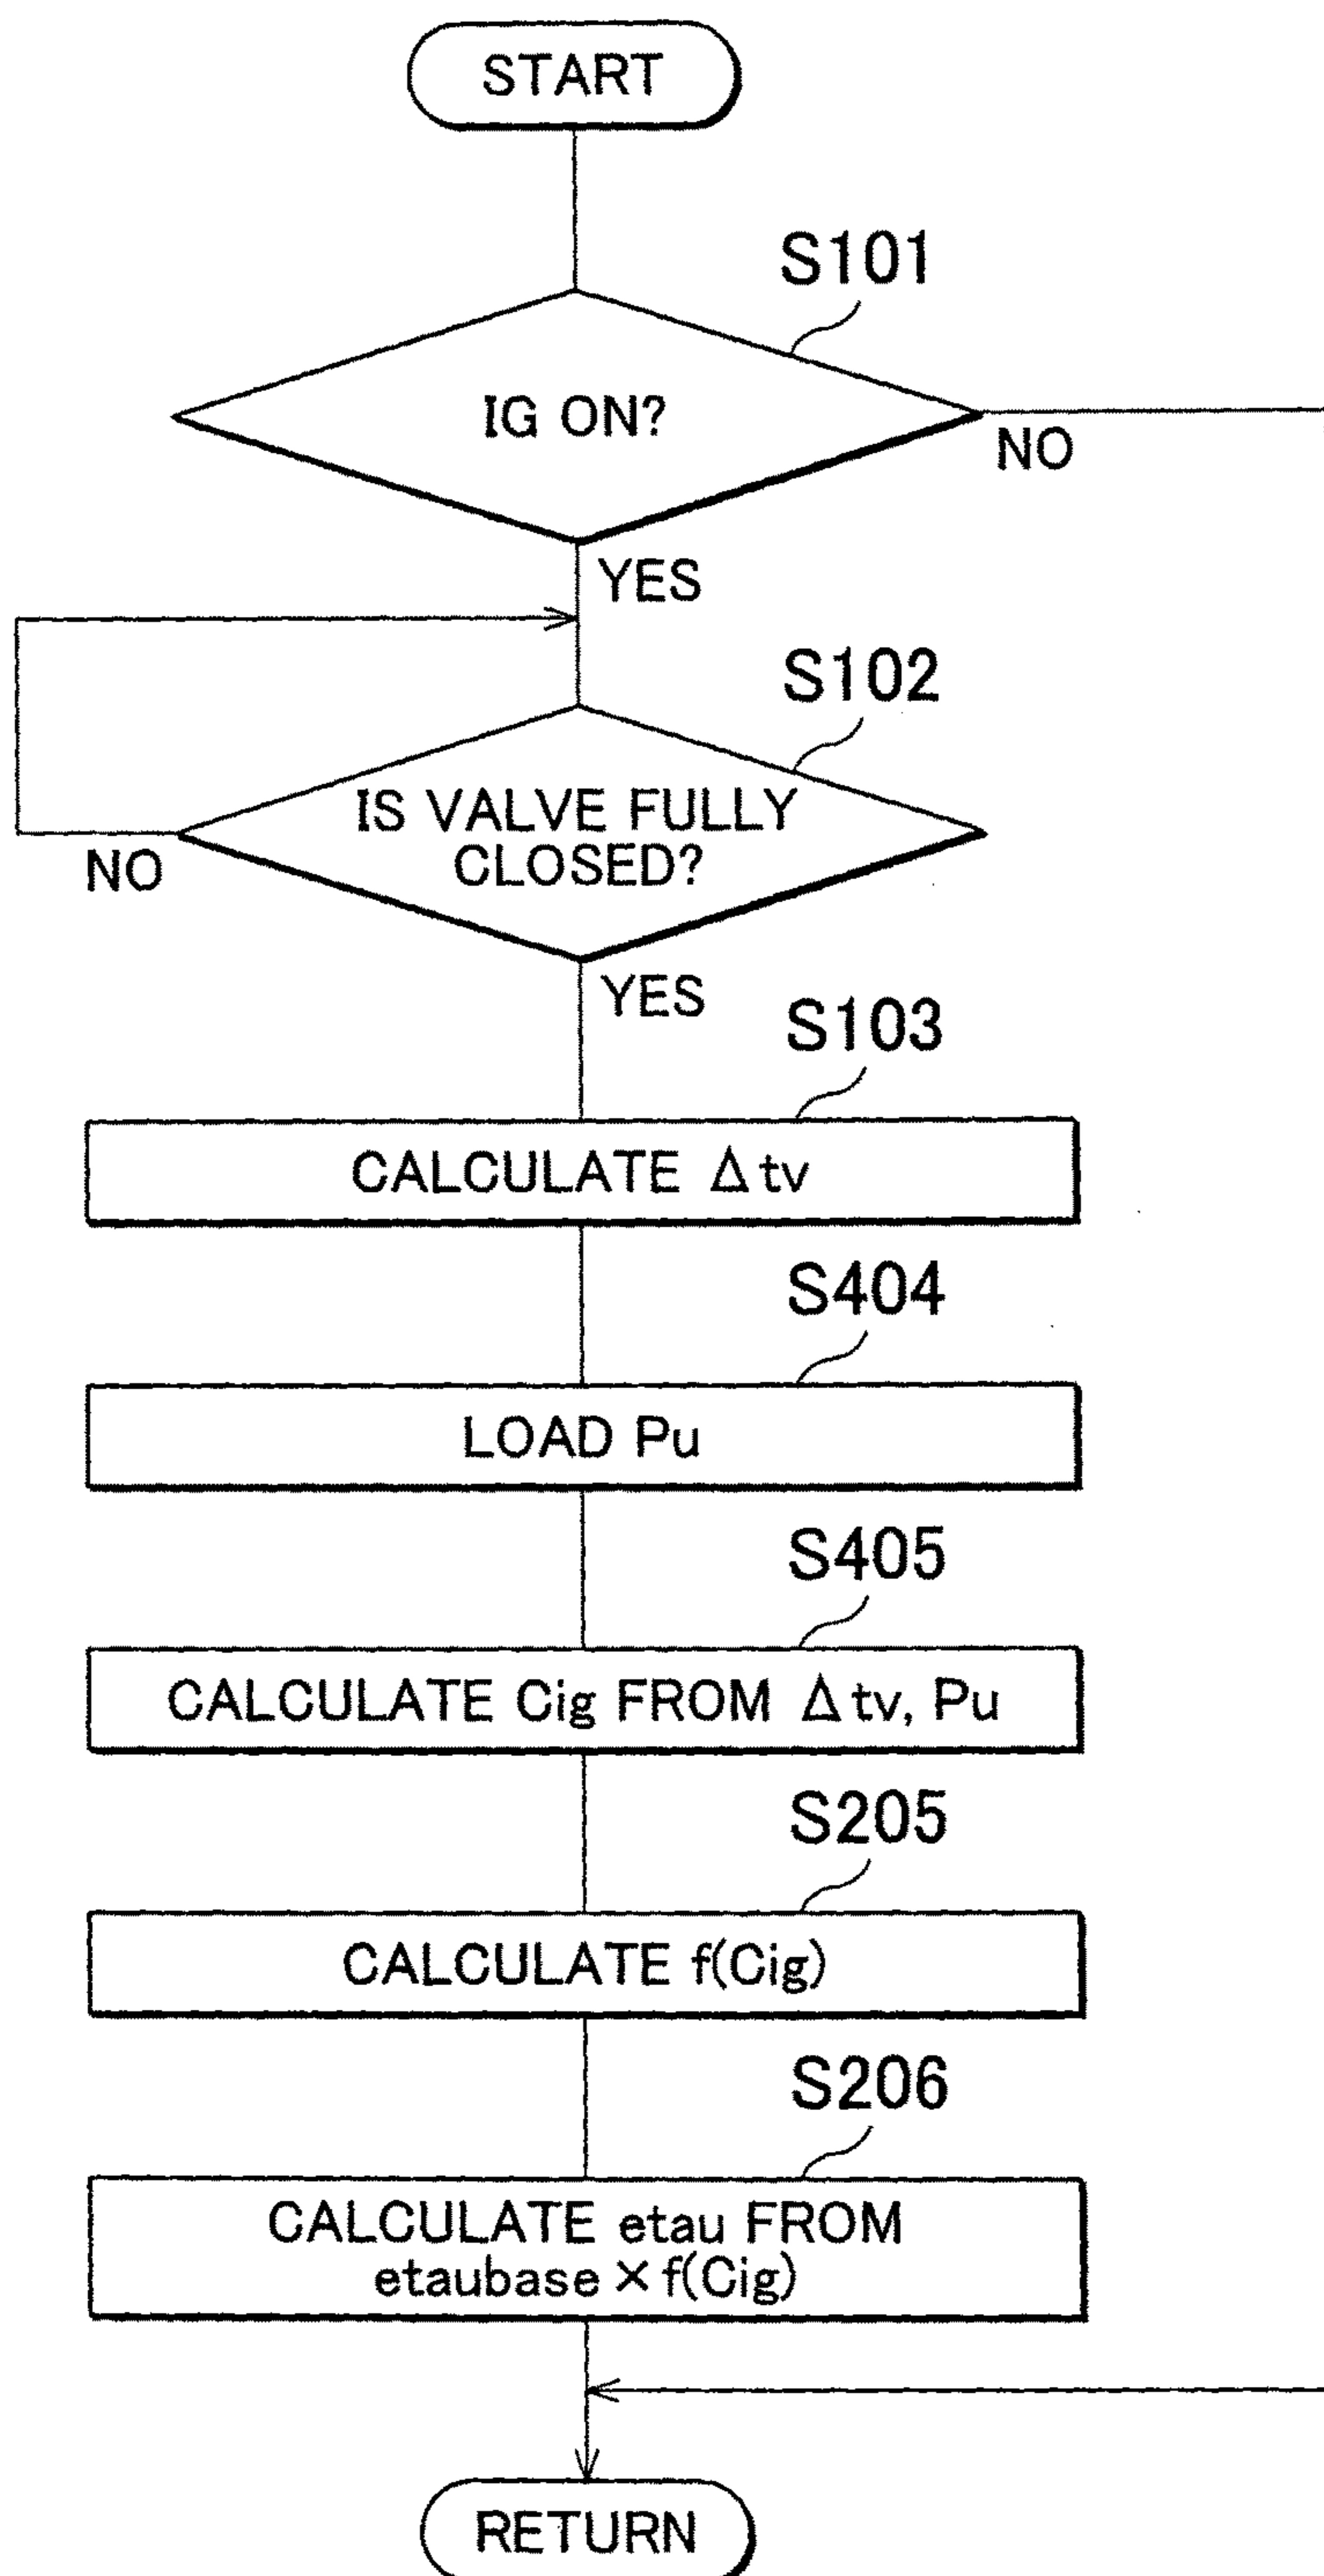 START
S101
IG ON?
NO
YES
S102
IS VALVE FULLY
CLOSED?
NO
YES
S103
CALCULATE Δtv
S404
LOAD Pu
S405
CALCULATE Cig FROM Δtv, Pu
S205
CALCULATE f(Cig)
S206
CALCULATE etau FROM
etaubase × f(Cig)
RETURN